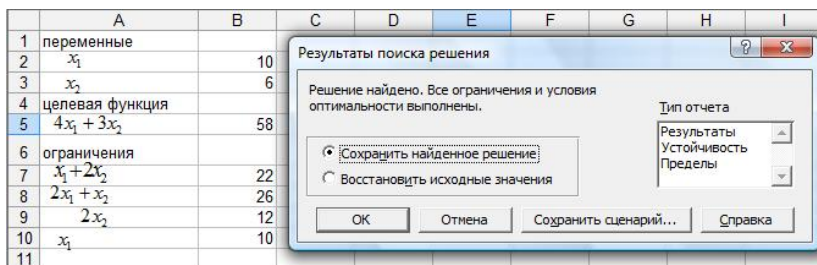 A B C D E F G H I
1 переменные
2 x₁ 10
3 x₂ 6
4 целевая функция
5 4x₁ + 3x₂ 58
6 ограничения
7 x₁+2x₂ 22
8 2x₁ + x₂ 26
9 2x₂ 12
10 x₁ 10
11
Результаты поиска решения
?
Решение найдено. Все ограничения и условия
оптимальности выполнены.
Тип отчета
Результаты
Устойчивость
Пределы
Сохранить найденное решение
Восстановить исходные значения
ОК Отмена Сохранить сценарий... Справка